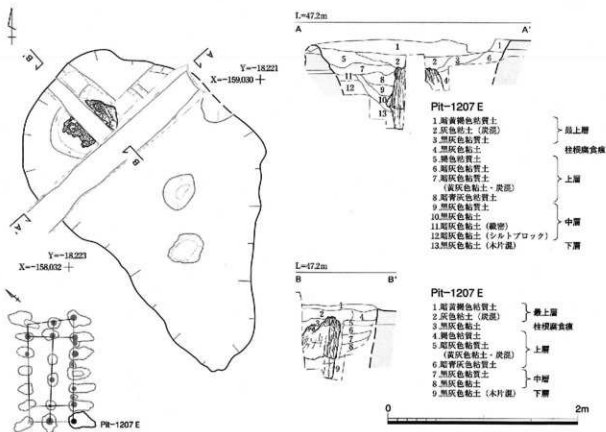 L=47.2m
A
A'
A'
A
B'
B
Y=-18.221
X=-159.030
Y=-18.223
X=-158.032
Pit-1207 E
Pit-1207 E
1.暗黄褐色粘質土
2.灰色粘土（炭混）
3.黒灰色粘質土
最上層
4.黒灰色粘土
柱根腐食痕
5.褐色粘質土
6.暗灰色粘質土
7.暗灰色粘質土
（黄灰色粘土・炭混）
8.暗青灰色粘質土
上層
9.黒灰色粘質土
10.黒灰色粘土
11.暗灰色粘土（緻密）
12.暗灰色粘土（シルトブロック）
中層
13.黒灰色粘土（木片混）
下層
L=47.2m
B
B'
Pit-1207 E
1.暗黄褐色粘質土
2.灰色粘土（炭混）
最上層
3.黒灰色粘土
柱根腐食痕
4.褐色粘質土
5.暗灰色粘質土
（黄灰色粘土・炭混）
6.暗青灰色粘質土
上層
7.黒灰色粘質土
8.黒灰色粘土
中層
9.黒灰色粘土（木片混）
下層
0
2m